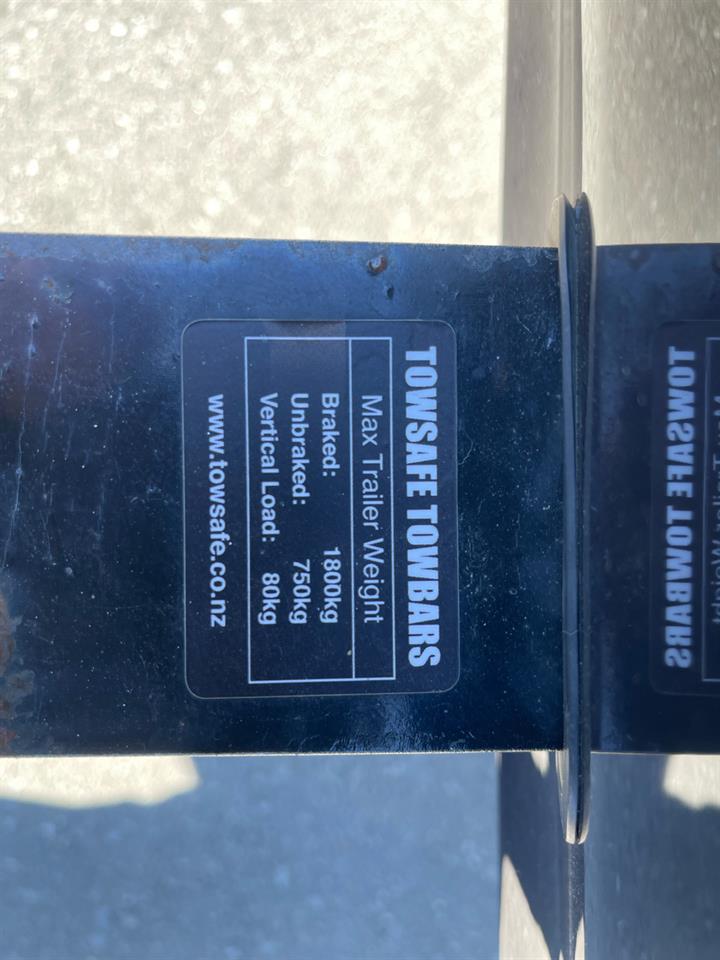 TOWSAFE TOWBARS
Max Trailer Weight
Braked: 1800kg
Unbraked: 750kg
Vertical Load: 80kg
www.towsafe.co.nz
TOWSAFE TOWBARS